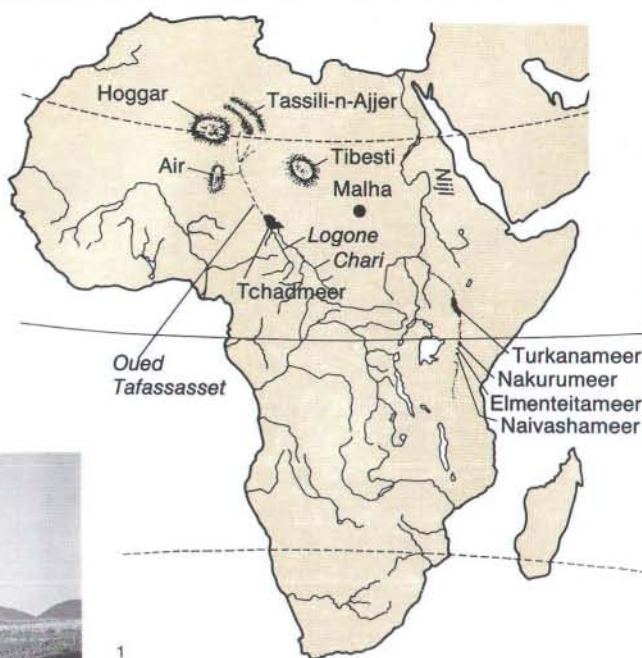 Hoggar
Tassili-n-Ajjer
Air
Tibesti
Malha
Nijl
Logone
Chari
Tchadmeer
Oued
Tafassasset
Turkanameer
Nakurumeer
Elmenteitameer
Naivashameer
1